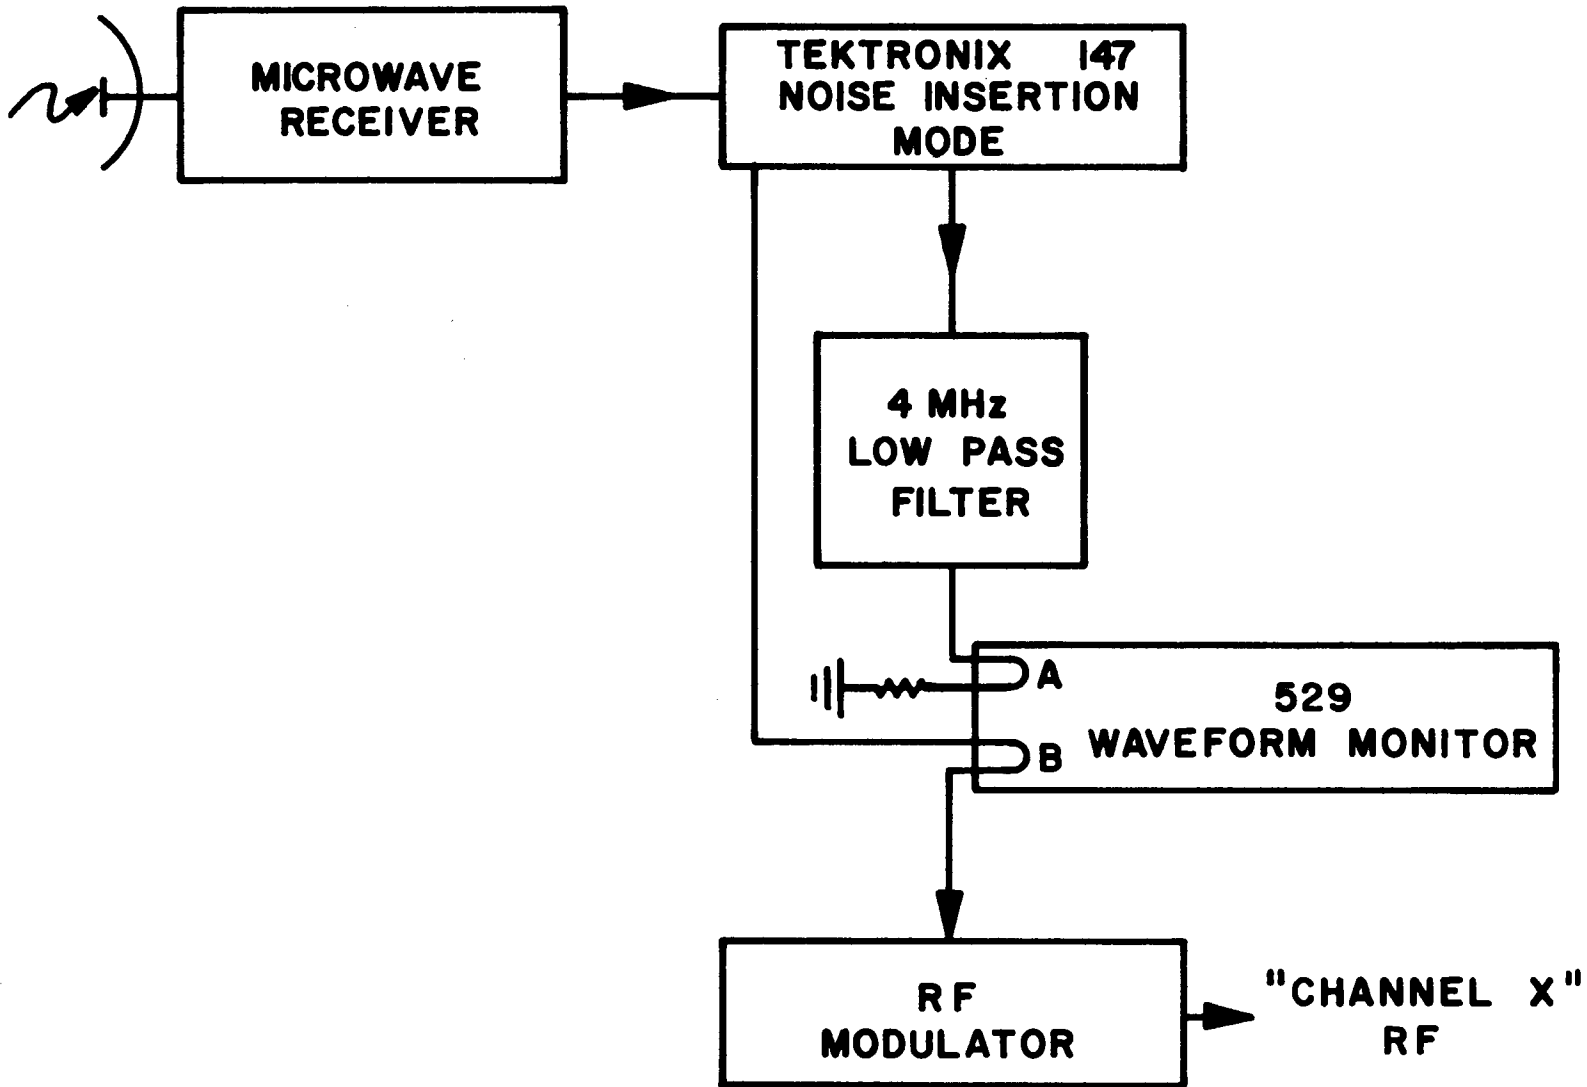 MICROWAVE
RECEIVER
TEKTRONIX 147
NOISE INSERTION
MODE
4 MHz
LOW PASS
FILTER
A
B
529
WAVEFORM MONITOR
RF
MODULATOR
"CHANNEL X"
RF